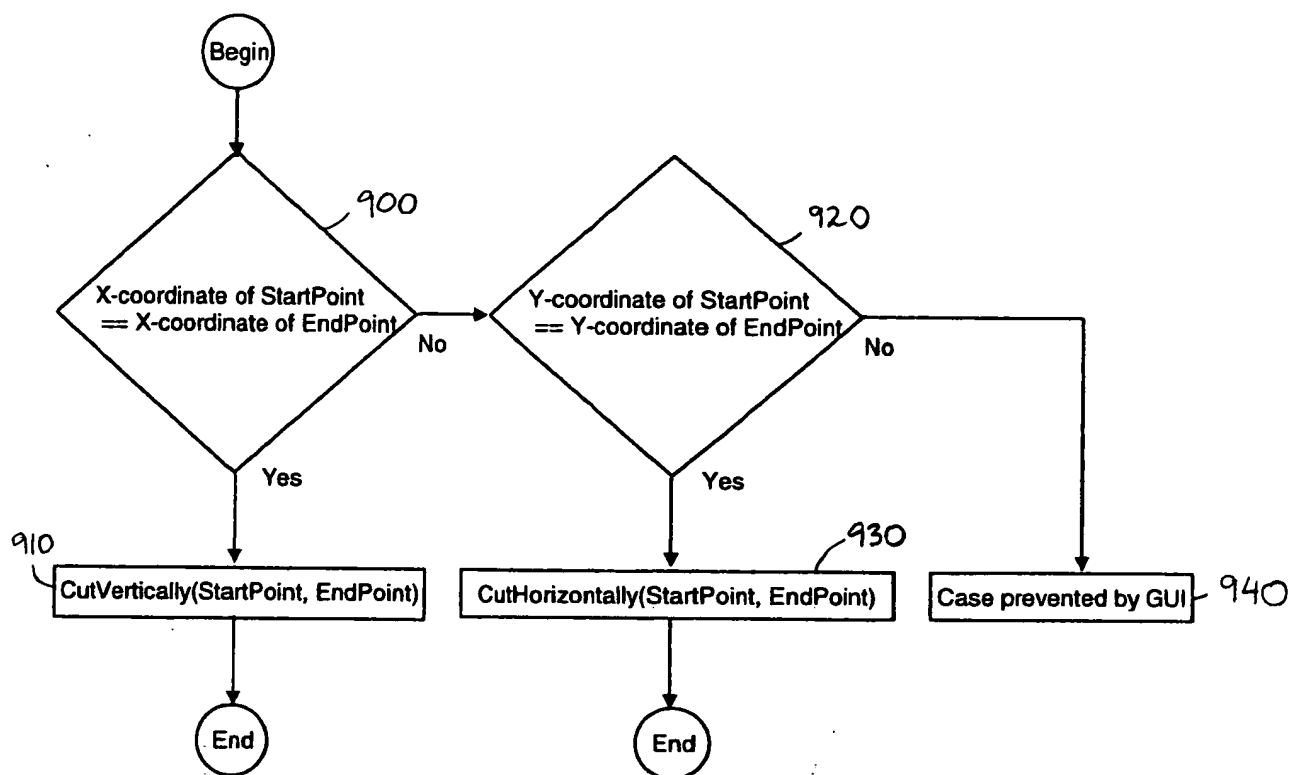 Begin
900
X-coordinate of StartPoint
== X-coordinate of EndPoint
No
Yes
920
Y-coordinate of StartPoint
== Y-coordinate of EndPoint
No
Yes
910
CutVertically(StartPoint, EndPoint)
930
CutHorizontally(StartPoint, EndPoint)
Case prevented by GUI
940
End
End